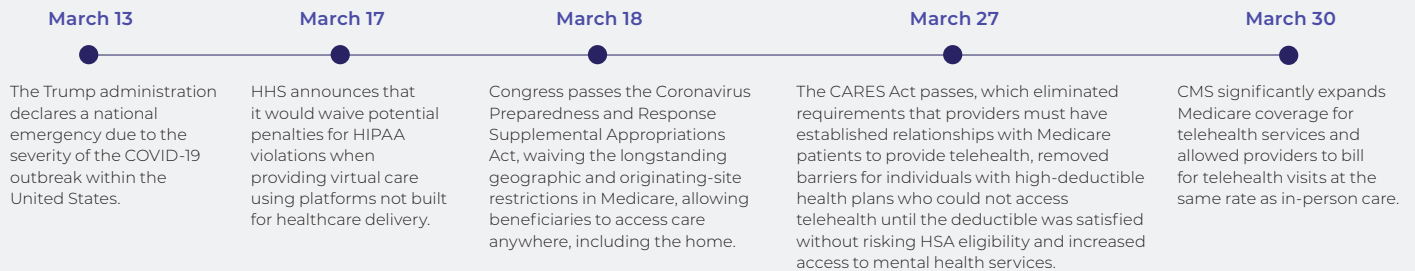 March 13
The Trump administration
declares a national
emergency due to the
severity of the COVID-19
outbreak within the
United States.
March 17
HHS announces that
it would waive potential
penalties for HIPAA
violations when
providing virtual care
using platforms not built
for healthcare delivery.
March 18
Congress passes the Coronavirus
Preparedness and Response
Supplemental Appropriations
Act, waiving the longstanding
geographic and originating-site
restrictions in Medicare, allowing
beneficiaries to access care
anywhere, including the home.
March 27
The CARES Act passes, which eliminated
requirements that providers must have
established relationships with Medicare
patients to provide telehealth, removed
barriers for individuals with high-deductible
health plans who could not access
telehealth until the deductible was satisfied
without risking HSA eligibility and increased
access to mental health services.
March 30
CMS significantly expands
Medicare coverage for
telehealth services and
allowed providers to bill
for telehealth visits at the
same rate as in-person care.